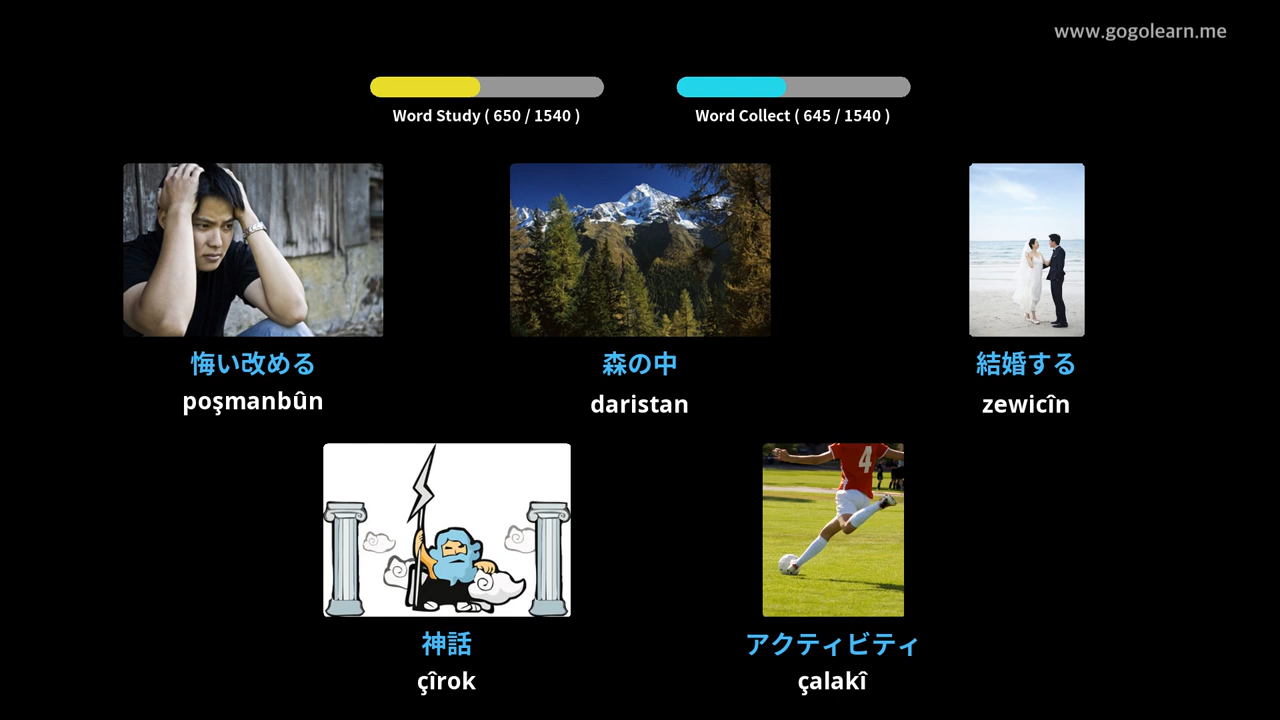 www.gogolearn.me
Word Study ( 650 / 1540 )
Word Collect ( 645 / 1540 )
悔い改める
poşmanbûn
森の中
daristan
結婚する
zewicîn
4
神話
çîrok
アクティビティ
çalakî